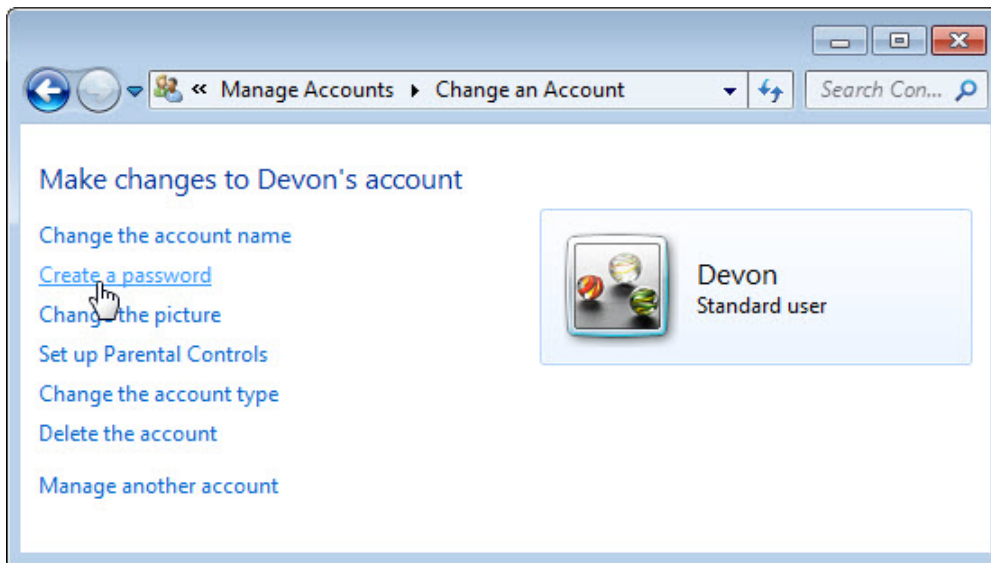 « Manage Accounts Change an Account Search Con...
Make changes to Devon's account
Change the account name
Create a password
Change the picture
Set up Parental Controls
Change the account type
Delete the account
Manage another account
Devon
Standard user